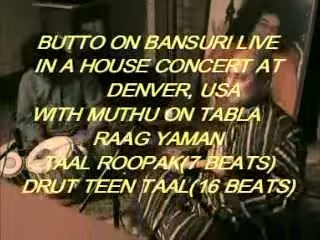 BUTTO ON BANSURI LIVE
IN A HOUSE CONCERT AT
DENVER, USA
WITH MUTHU ON TABLA
RAAG YAMAN
TAAL ROOPAK(7 BEATS)
DRUT TEEN TAAL(16 BEATS)